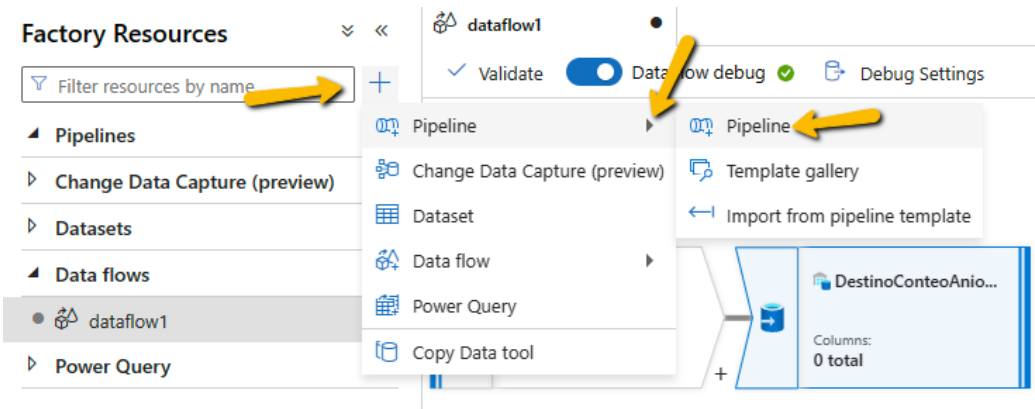 Factory Resources
Filter resources by name
Pipelines
Change Data Capture (preview)
Datasets
Data flows
dataflow1
Power Query
dataflow1
Validate
Data flow debug
Debug Settings
Pipeline
Change Data Capture (preview)
Dataset
Data flow
Power Query
Copy Data tool
Pipeline
Template gallery
Import from pipeline template
DestinoConteoAnio...
Columns:
0 total
+